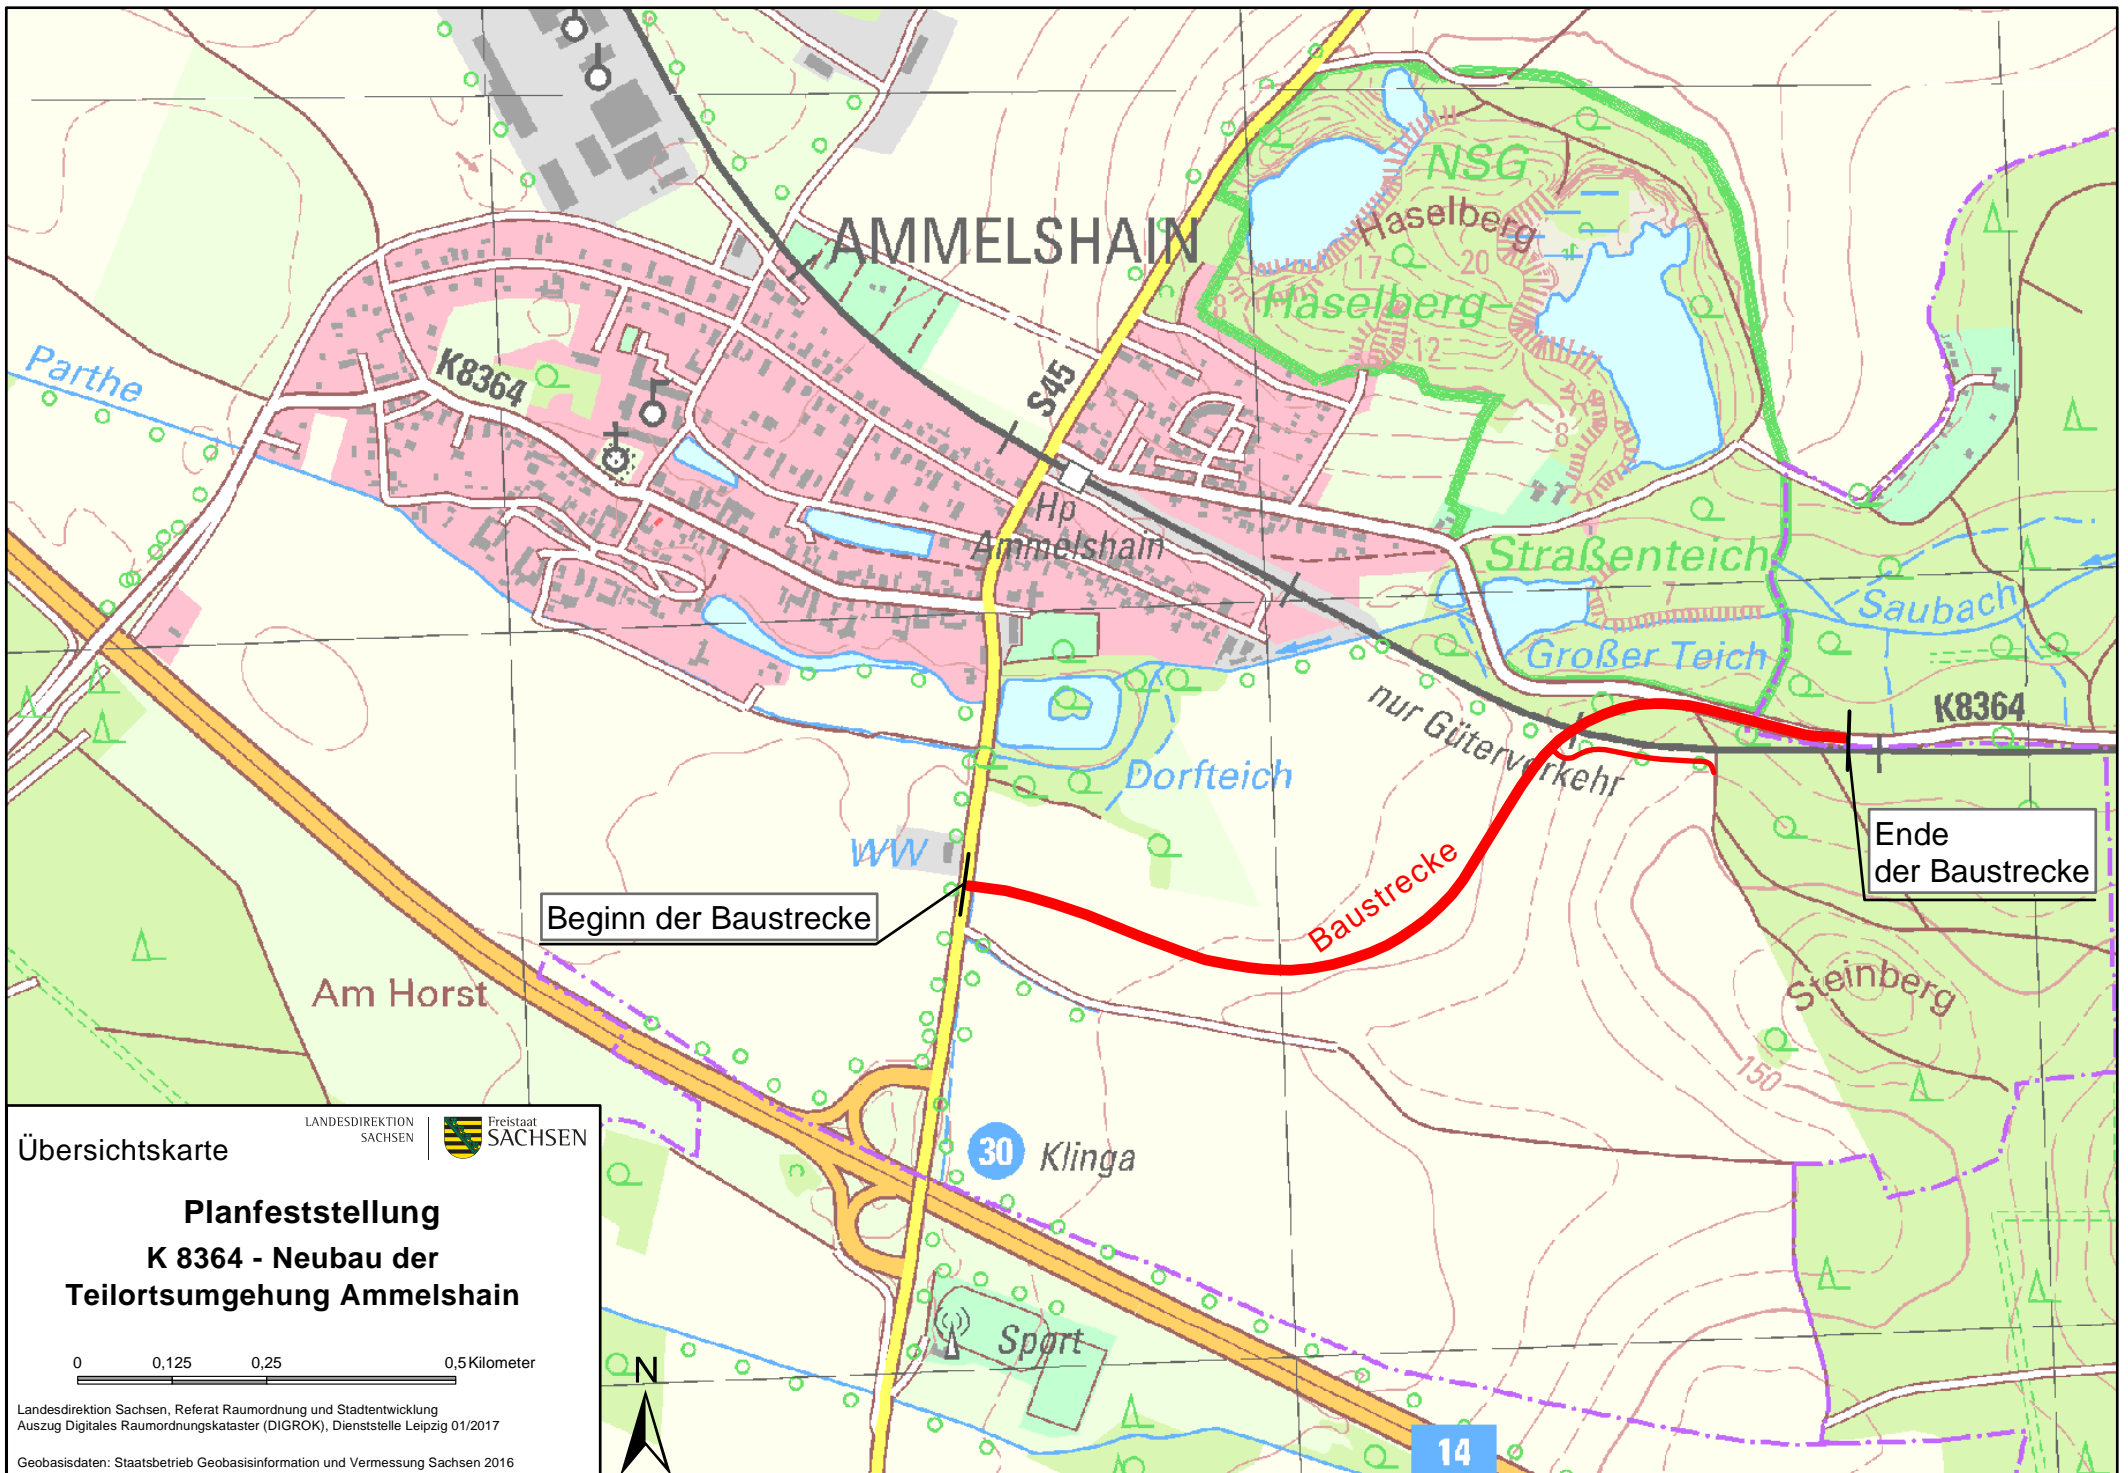 AMMELSHAIN
NSG
Haselberg
17
20
Haselberg-
8
12
8
Parthe
K8364
S45
Hp
Ammelshain
Straßenteich
7
Saubach
Großer Teich
K8364
nur Güterverkehr
Dorfteich
WW
Beginn der Baustrecke
Baustrecke
Ende
der Baustrecke
Steinberg
150
Am Horst
30
Klinga
Sport
14
Übersichtskarte
LANDESDIREKTION
SACHSEN
Freistaat
SACHSEN
Planfeststellung
K 8364 - Neubau der
Teilortsumgehung Ammelshain
0 0,125 0,25 0,5 Kilometer
Landesdirektion Sachsen, Referat Raumordnung und Stadtentwicklung
Auszug Digitales Raumordnungskataster (DIGROK), Dienststelle Leipzig 01/2017
Geobasisdaten: Staatsbetrieb Geobasisinformation und Vermessung Sachsen 2016
N